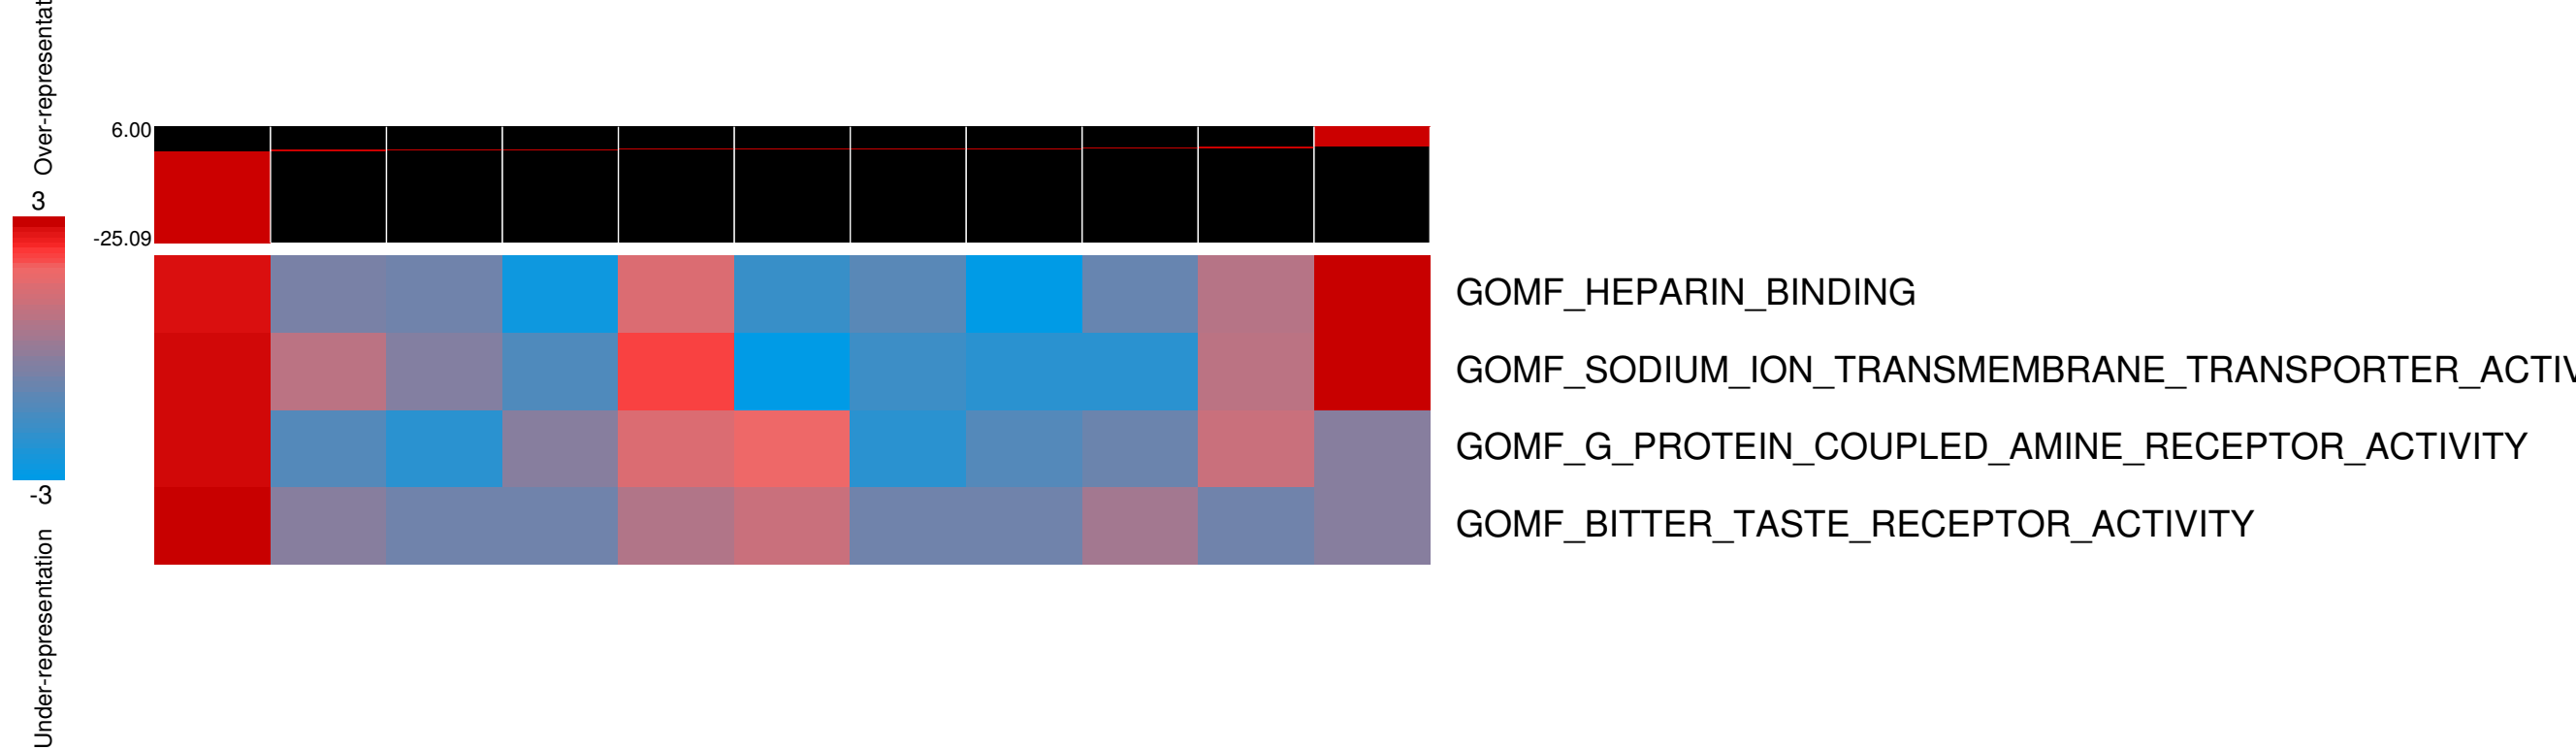 Over-representat
3
-3
Under-representation
6.00
-25.09
GOMF_HEPARIN_BINDING
GOMF_SODIUM_ION_TRANSMEMBRANE_TRANSPORTER_ACTIV
GOMF_G_PROTEIN_COUPLED_AMINE_RECEPTOR_ACTIVITY
GOMF_BITTER_TASTE_RECEPTOR_ACTIVITY